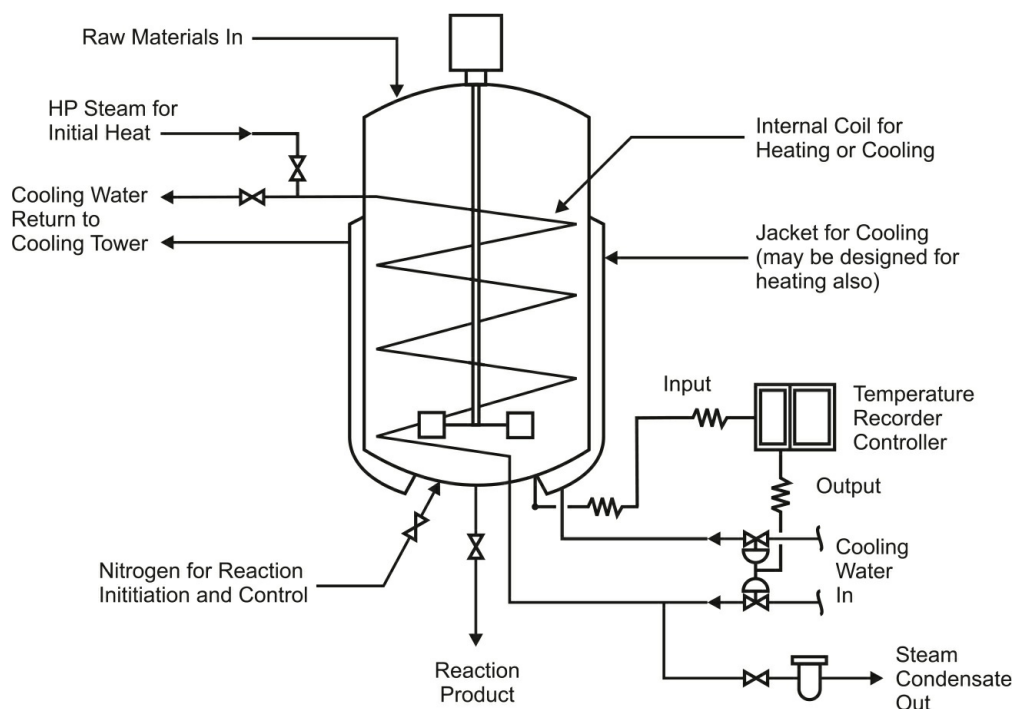 Raw Materials In
HP Steam for
Initial Heat
Cooling Water
Return to
Cooling Tower
Internal Coil for
Heating or Cooling
Jacket for Cooling
(may be designed for
heating also)
Input
Temperature
Recorder
Controller
Output
Cooling
Water
In
Nitrogen for Reaction
Inititiation and Control
Reaction
Product
Steam
Condensate
Out